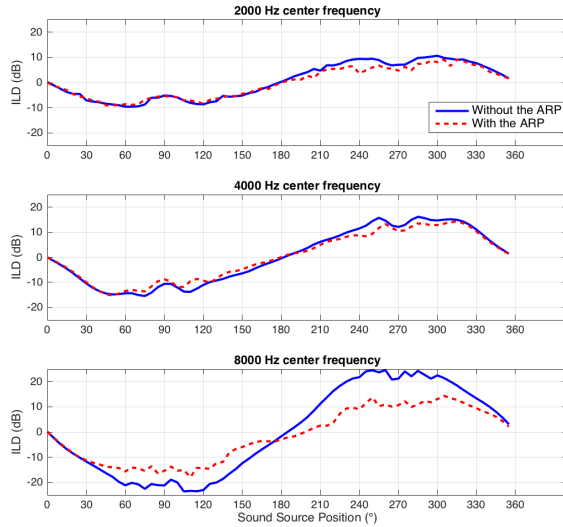 2000 Hz center frequency
ILD (dB)
20
10
0
-10
-20
0 30 60 90 120 150 180 210 240 270 300 330 360
Without the ARP
With the ARP
4000 Hz center frequency
ILD (dB)
20
10
0
-10
-20
0 30 60 90 120 150 180 210 240 270 300 330 360
8000 Hz center frequency
ILD (dB)
20
10
0
-10
-20
0 30 60 90 120 150 180 210 240 270 300 330 360
Sound Source Position (°)